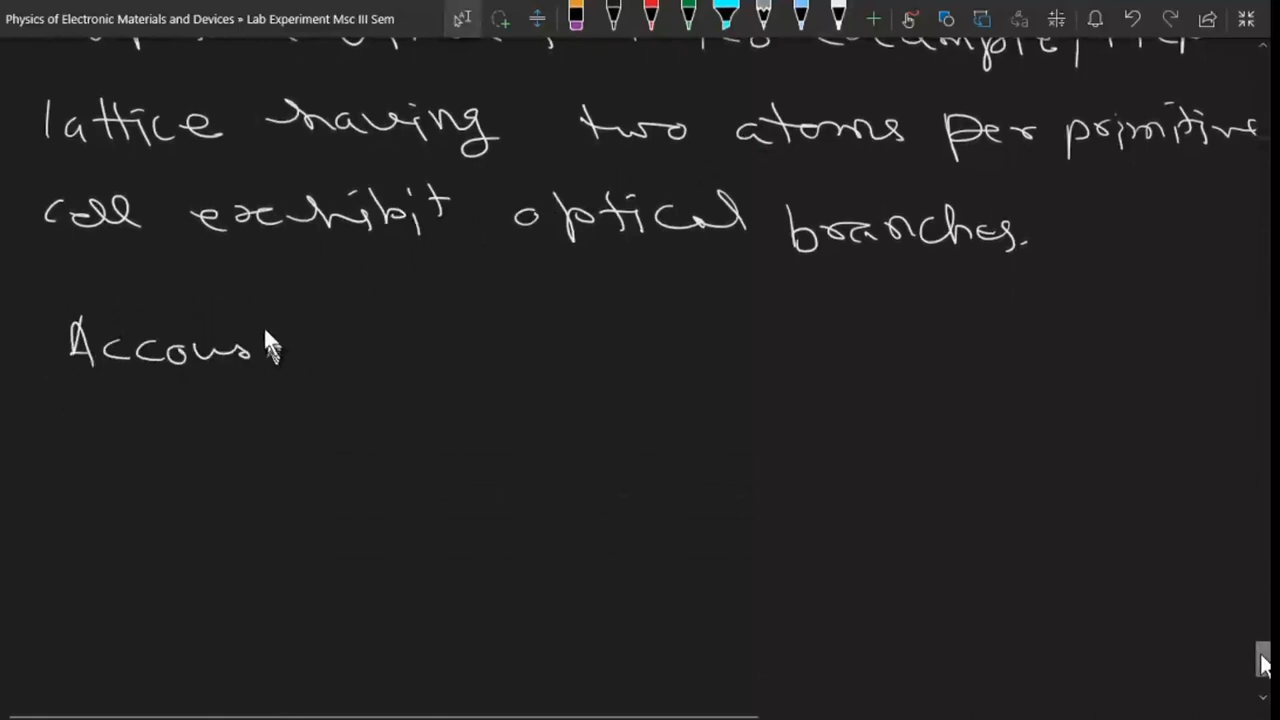 Physics of Electronic Materials and Devices » Lab Experiment Msc III Sem
lattice having two atoms per primitive
cell exhibit optical branches.
Accous